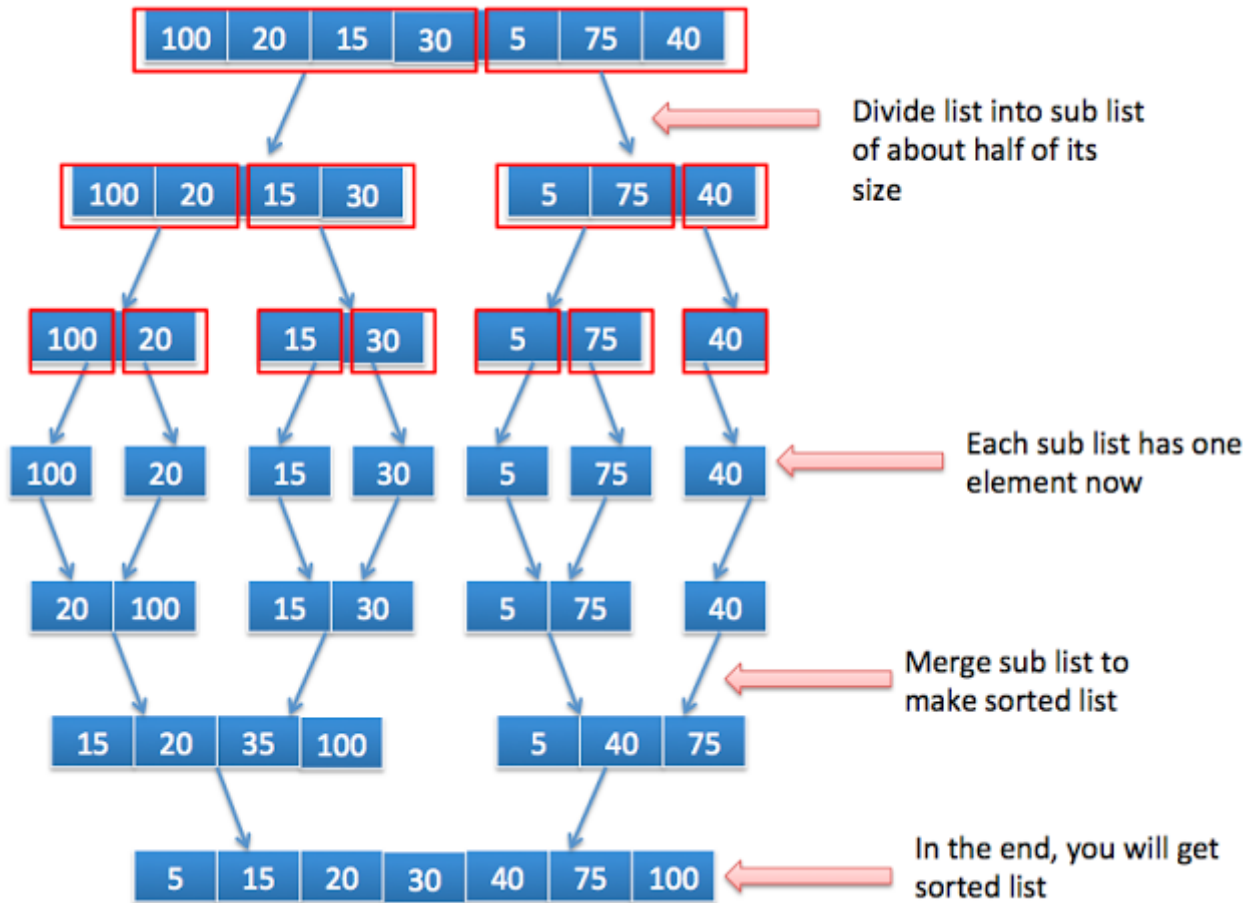 100 20 15 30 5 75 40
Divide list into sub list
of about half of its
size
100 20 15 30 5 75 40
100 20 15 30 5 75 40
100 20 15 30 5 75 40
Each sub list has one
element now
20 100 15 30 5 75 40
Merge sub list to
make sorted list
15 20 35 100 5 40 75
5 15 20 30 40 75 100
In the end, you will get
sorted list